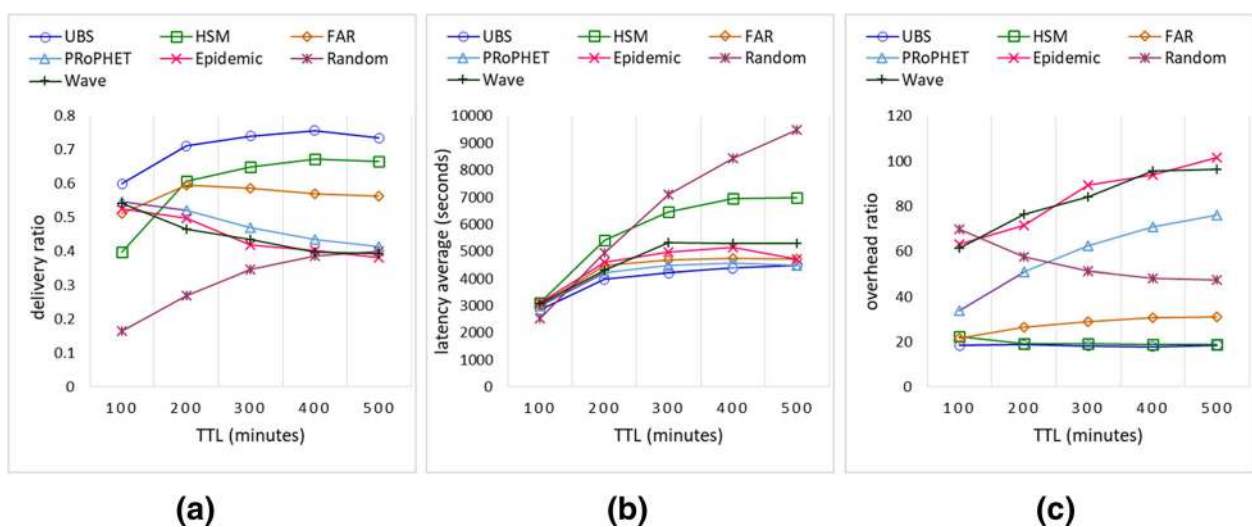 UBS HSM FAR
PRoPHET Epidemic Random
Wave
0.8
0.7
0.6
0.5
0.4
0.3
0.2
0.1
0
delivery ratio
100 200 300 400 500
TTL (minutes)
(a)
UBS HSM FAR
PRoPHET Epidemic Random
Wave
10000
9000
8000
7000
6000
5000
4000
3000
2000
1000
0
latency average (seconds)
100 200 300 400 500
TTL (minutes)
(b)
UBS HSM FAR
PRoPHET Epidemic Random
Wave
120
100
80
60
40
20
0
overhead ratio
100 200 300 400 500
TTL (minutes)
(c)